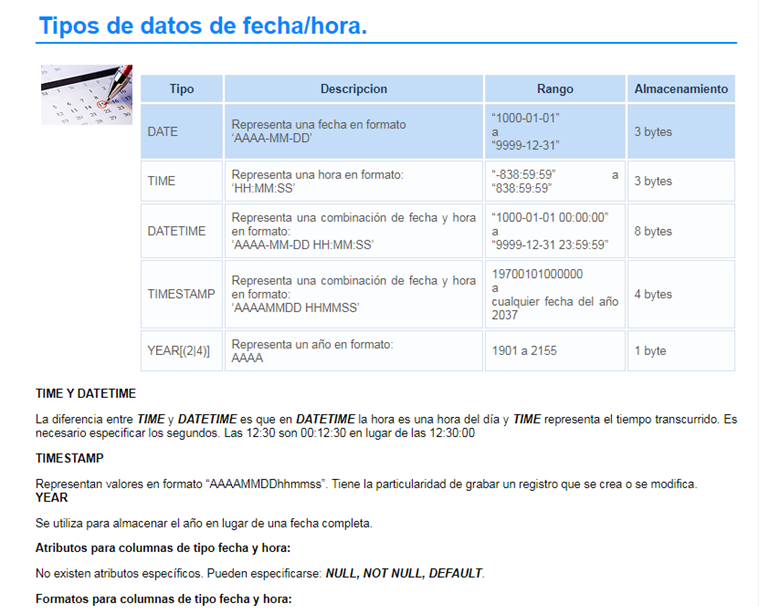 Tipos de datos de fecha/hora.
Tipo Descripcion Rango Almacenamiento
DATE
Representa una fecha en formato
‘AAAA-MM-DD’
“1000-01-01”
a
“9999-12-31”
3 bytes
TIME
Representa una hora en formato:
‘HH:MM:SS’
“-838:59:59” a
“838:59:59”
3 bytes
DATETIME
Representa una combinación de fecha y hora
en formato:
‘AAAA-MM-DD HH:MM:SS’
“1000-01-01 00:00:00”
a
“9999-12-31 23:59:59”
8 bytes
TIMESTAMP
Representa una combinación de fecha y hora
en formato:
‘AAAAMMDD HHMMSS’
19700101000000
a
cualquier fecha del año
2037
4 bytes
YEAR[(2|4)]
Representa un año en formato:
AAAA
1901 a 2155
1 byte
TIME Y DATETIME
La diferencia entre TIME y DATETIME es que en DATETIME la hora es una hora del día y TIME representa el tiempo transcurrido. Es
necesario especificar los segundos. Las 12:30 son 00:12:30 en lugar de las 12:30:00
TIMESTAMP
Representan valores en formato “AAAAMMDDhhmmss”. Tiene la particularidad de grabar un registro que se crea o se modifica.
YEAR
Se utiliza para almacenar el año en lugar de una fecha completa.
Atributos para columnas de tipo fecha y hora:
No existen atributos específicos. Pueden especificarse: NULL, NOT NULL, DEFAULT.
Formatos para columnas de tipo fecha y hora: